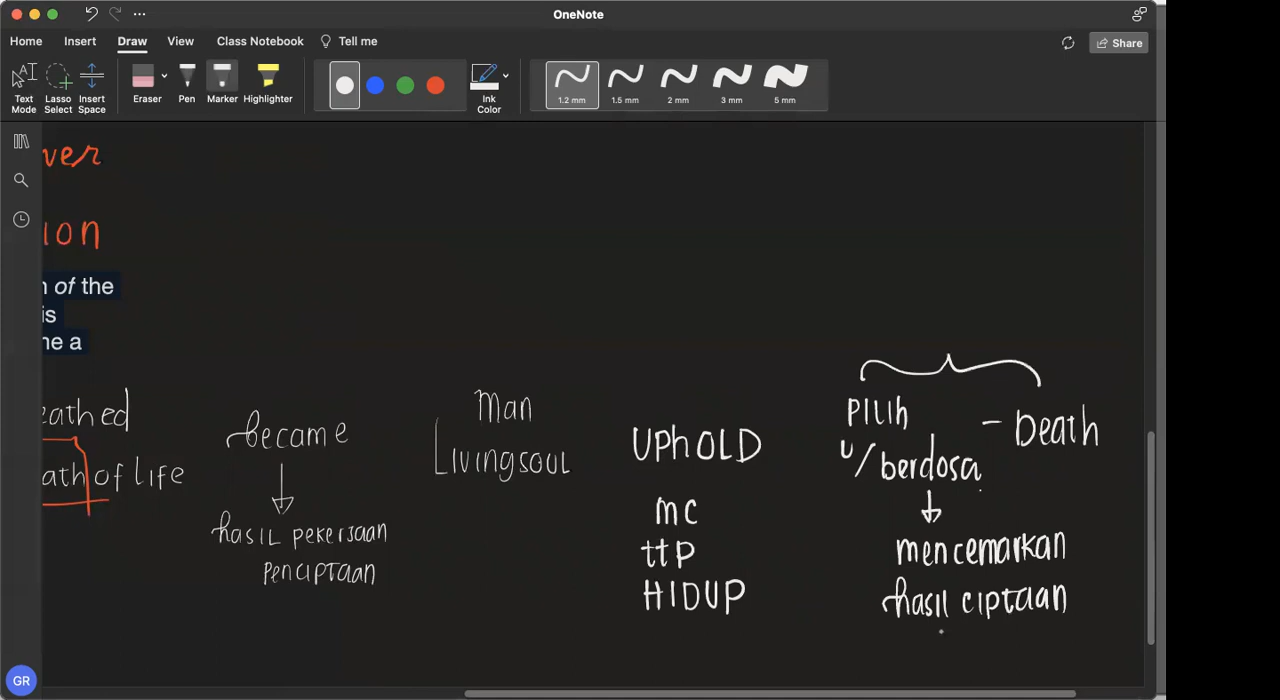 OneNote
Home Insert Draw View Class Notebook Tell me
Share
Text Mode
Lasso Select
Insert Space
Eraser
Pen
Marker
Highlighter
Ink Color
1.2 mm
1.5 mm
2 mm
3 mm
5 mm
ver
ion
n of the
is
ne a
eathed
ath of life
became
hasil pekerjaan
penciptaan
man
Living soul
UPhOLD
mc
ttp
HIDUP
PILIh
u/ berdosa
- Death
mencemarkan
hasil ciptaan
GR